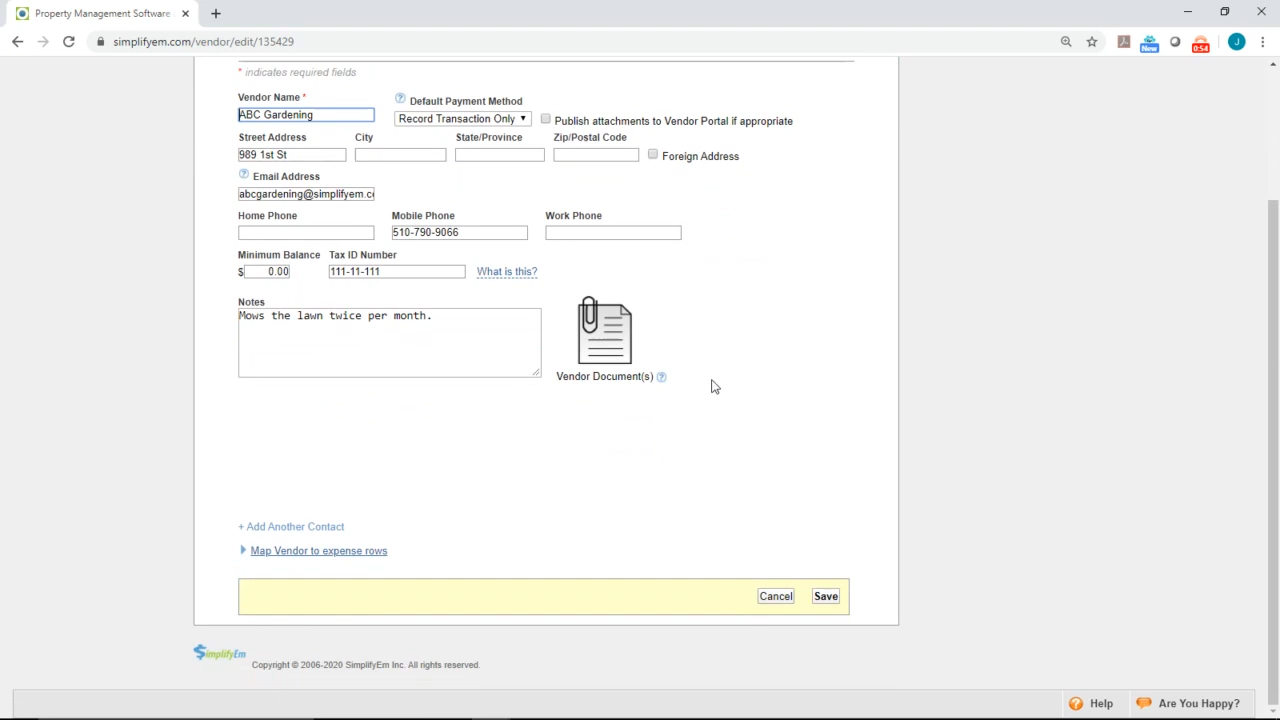 Property Management Software
simplifyem.com/vendor/edit/135429
New
0:54
J
* indicates required fields
Vendor Name *
Default Payment Method
ABC Gardening
Record Transaction Only
Publish attachments to Vendor Portal if appropriate
Street Address City State/Province Zip/Postal Code
989 1st St
Foreign Address
Email Address
abcgardening@simplifyem.c
Home Phone Mobile Phone Work Phone
510-790-9066
Minimum Balance Tax ID Number
$ 0.00 111-11-111 What is this?
Notes
Mows the lawn twice per month.
Vendor Document(s)
+ Add Another Contact
Map Vendor to expense rows
Cancel Save
SimplifyEm
Copyright © 2006-2020 SimplifyEm Inc. All rights reserved.
Help Are You Happy?